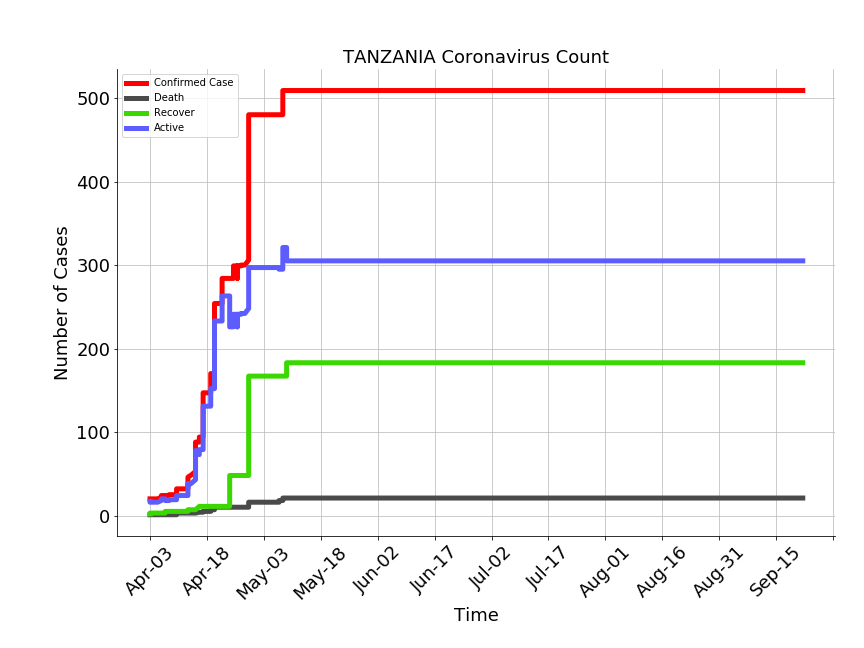 TANZANIA Coronavirus Count
Confirmed Case
Death
Recover
Active
500
400
300
200
100
0
Number of Cases
Apr-03
Apr-18
May-03
May-18
Jun-02
Jun-17
Jul-02
Jul-17
Aug-01
Aug-16
Aug-31
Sep-15
Time